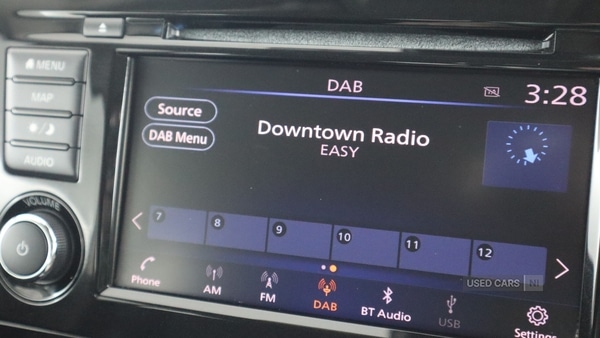 MENU
MAP
AUDIO
VOLUME
DAB
3:28
Source
DAB Menu
Downtown Radio
EASY
7 8 9 10 11 12
Phone
AM
FM
DAB
BT Audio
USB
Settings
USED CARS NI